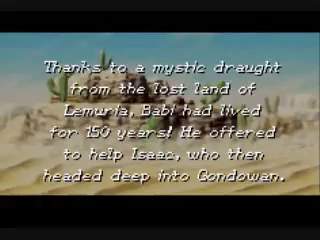 Thanks to a mystic draught
from the lost land of
Lemuria, Babi had lived
for 150 years! He offered
to help Isaac, who then
headed deep into Gondowan.